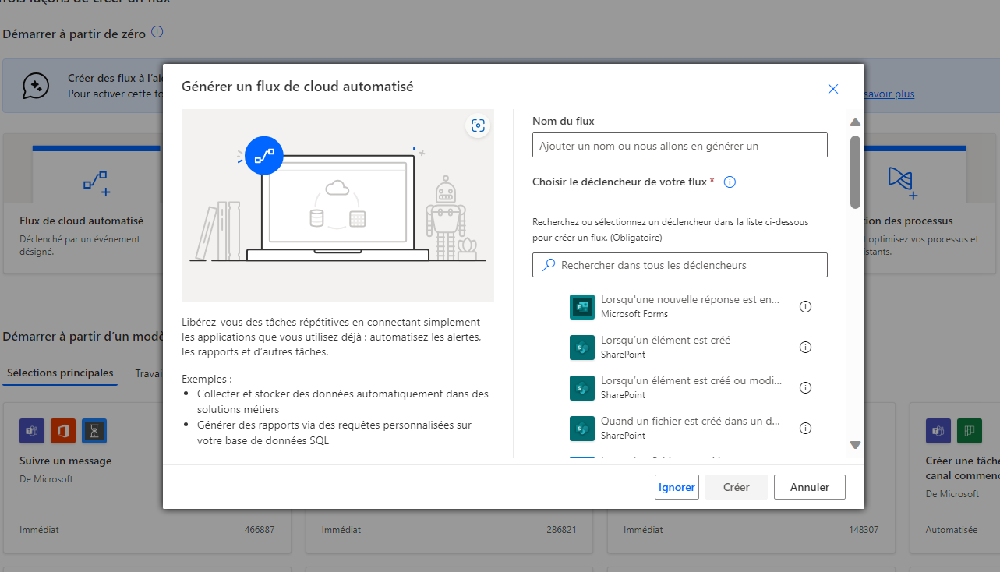 Démarrer à partir de zéro
Créer des flux à l'aid
Pour activer cette fo
savoir plus
Flux de cloud automatisé
Déclenché par un événement
désigné.
tion des processus
optimisez vos processus et
stants.
Démarrer à partir d'un modè
Sélections principales
Travai
Suivre un message
De Microsoft
Immédiat
466887
Immédiat
286821
Immédiat
148307
Créer une tâche
canal commenc
De Microsoft
Automatisée
Générer un flux de cloud automatisé
Libérez-vous des tâches répétitives en connectant simplement
les applications que vous utilisez déjà : automatisez les alertes,
les rapports et d'autres tâches.
Exemples :
Collecter et stocker des données automatiquement dans des
solutions métiers
Générer des rapports via des requêtes personnalisées sur
votre base de données SQL
Nom du flux
Ajouter un nom ou nous allons en générer un
Choisir le déclencheur de votre flux *
Recherchez ou sélectionnez un déclencheur dans la liste ci-dessous
pour créer un flux. (Obligatoire)
Rechercher dans tous les déclencheurs
Lorsqu'une nouvelle réponse est en...
Microsoft Forms
Lorsqu'un élément est créé
SharePoint
Lorsqu'un élément est créé ou modi...
SharePoint
Quand un fichier est créé dans un d...
SharePoint
Ignorer
Créer
Annuler